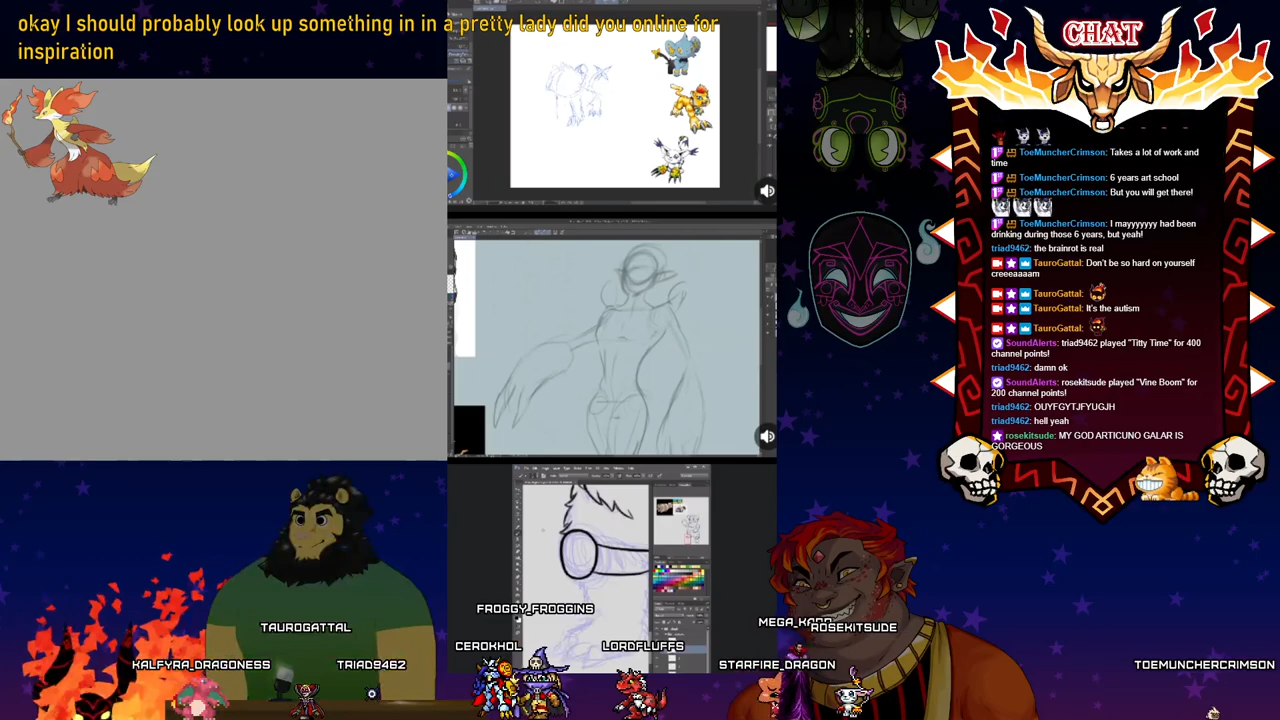 okay I should probably look up something in in a pretty lady did you online for
inspiration
CHAT
ToeMuncherCrimson: Takes a lot of work and
time
ToeMuncherCrimson: 6 years art school
ToeMuncherCrimson: But you will get there!
ToeMuncherCrimson: I mayyyyyy had been
drinking during those 6 years, but yeah!
triad9462: the brainrot is real
TauroGattal: Don't be so hard on yourself
creeeaaaam
TauroGattal:
TauroGattal: It's the autism
TauroGattal:
SoundAlerts: triad9462 played "Titty Time" for 400
channel points!
triad9462: damn ok
SoundAlerts: rosekitsude played "Vine Boom" for
200 channel points!
triad9462: OUYFGYTJFYUGJH
triad9462: hell yeah
rosekitsude: MY GOD ARTICUNO GALAR IS
GORGEOUS
FROGGY_FROGGINS
TAUROGATTAL
ROSEKITSUDE
CEROKHOL
LORDFLUFFS
KALFYRA_DRAGONESS
TRIAD9462
STARFIRE_DRAGON
TOEMUNCHERCRIMSON